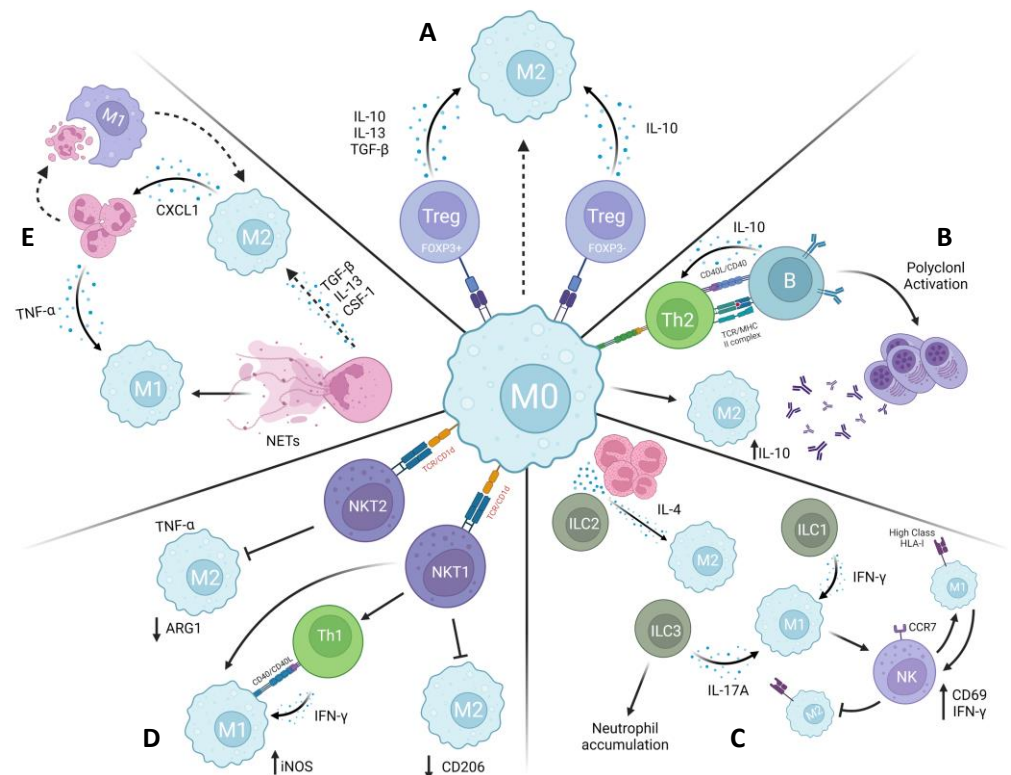 A
M2
IL-10
IL-13
TGF-β
IL-10
Treg
FOXP3+
Treg
FOXP3-
M0
B
IL-10
CD40L/CD40
B
Th2
TCR/MHC
II complex
Polyclonl
Activation
M2
IL-10
E
M1
CXCL1
M2
TNF-α
TGF-β
IL-13
CSF-1
M1
NETs
D
TCR/CD1d
NKT2
TCR/CD1d
NKT1
TNF-α
M2
ARG1
Th1
CD40/CD40L
IFN-γ
M1
iNOS
M2
CD206
C
ILC2
IL-4
M2
ILC1
IFN-γ
High Class
HLA-I
M1
M1
ILC3
IL-17A
CCR7
NK
CD69
IFN-γ
M2
Neutrophil
accumulation